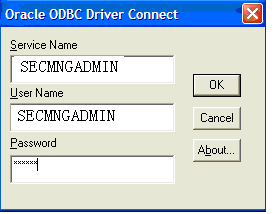 Oracle ODBC Driver Connect
Service Name
SECMNGADMIN
OK
User Name
SECMNGADMIN
Cancel
Password
About...
******